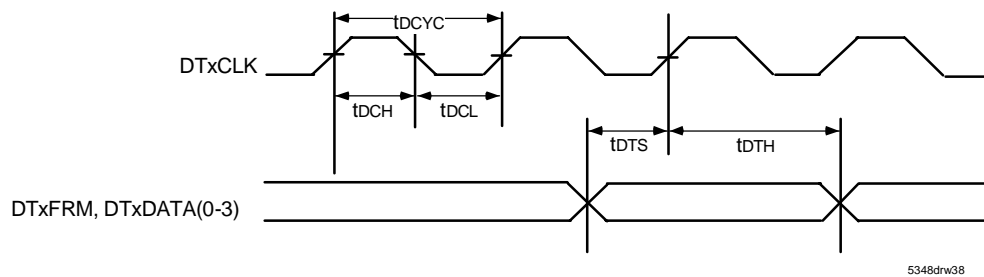 tDCYC
DTxCLK
tDCH
tDCL
tDTS
tDTH
DTxFRM, DTxDATA(0-3)
5348drw38